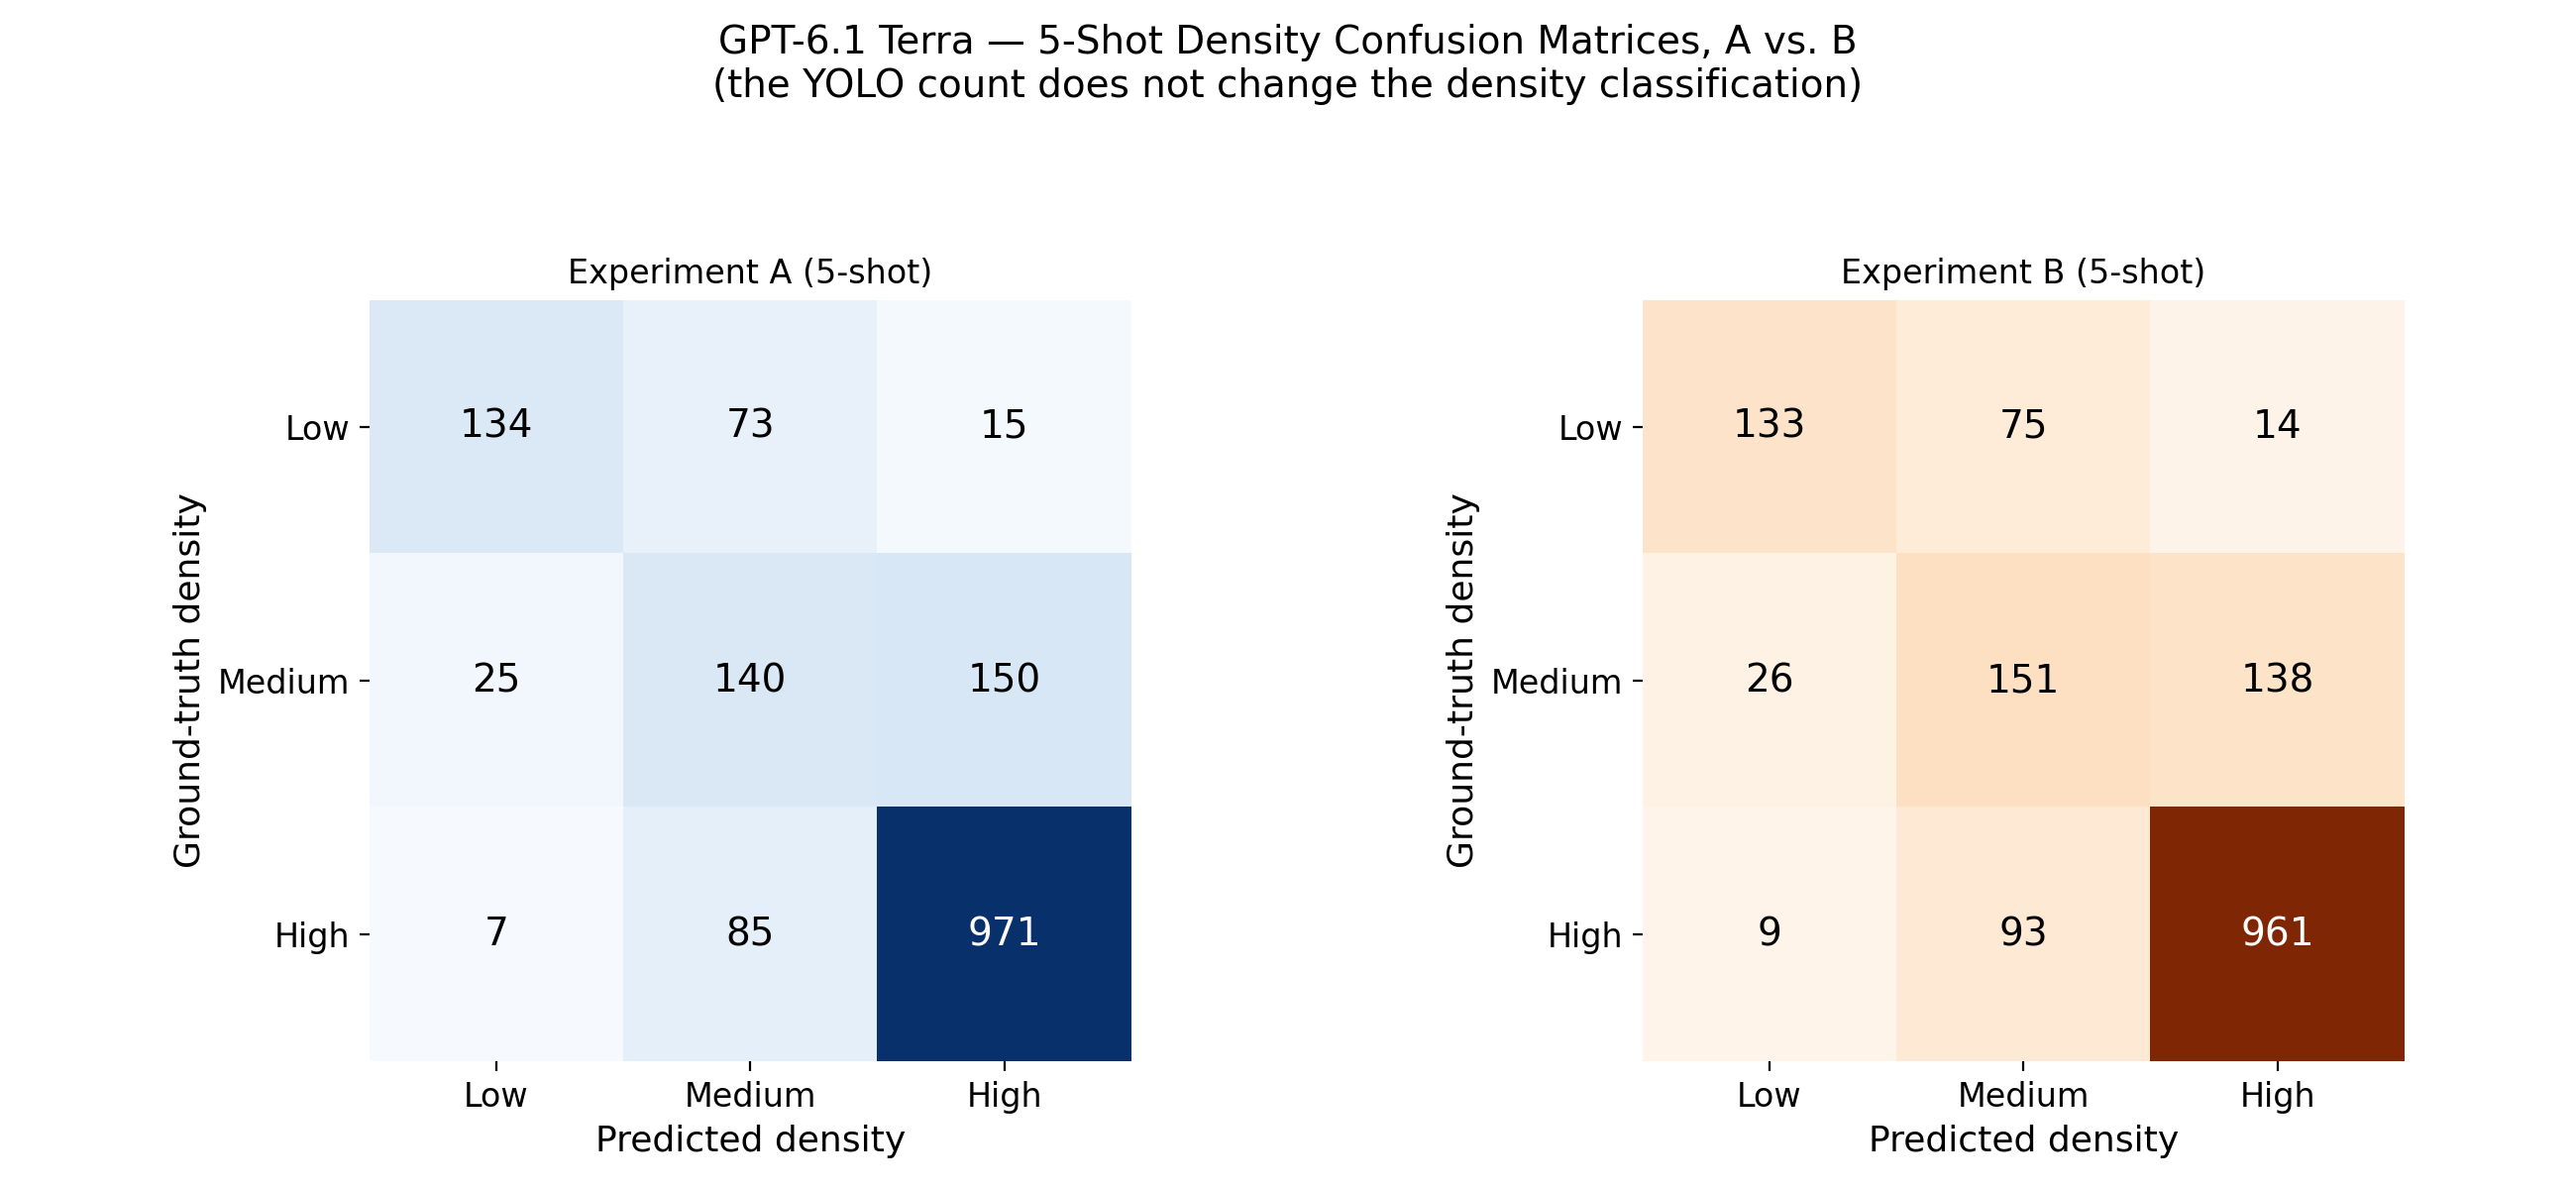 GPT-6.1 Terra — 5-Shot Density Confusion Matrices, A vs. B
(the YOLO count does not change the density classification)
Experiment A (5-shot)
Ground-truth density
Low 134 73 15
Medium 25 140 150
High 7 85 971
Low Medium High
Predicted density
Experiment B (5-shot)
Ground-truth density
Low 133 75 14
Medium 26 151 138
High 9 93 961
Low Medium High
Predicted density